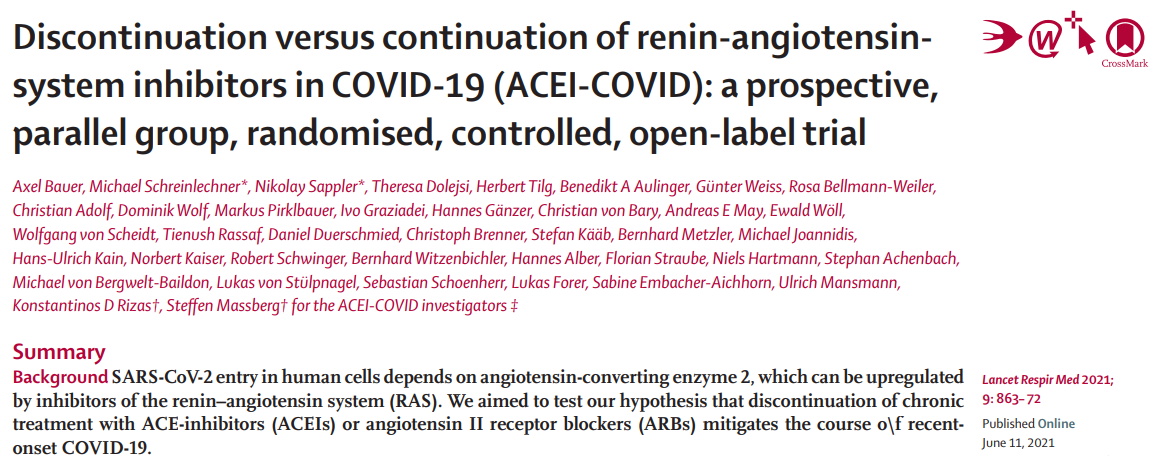 Discontinuation versus continuation of renin-angiotensin-
system inhibitors in COVID-19 (ACEI-COVID): a prospective,
parallel group, randomised, controlled, open-label trial
W
CrossMark
Axel Bauer, Michael Schreinlechner*, Nikolay Sappler*, Theresa Dolejsi, Herbert Tilg, Benedikt A Aulinger, Günter Weiss, Rosa Bellmann-Weiler,
Christian Adolf, Dominik Wolf, Markus Pirklbauer, Ivo Graziadei, Hannes Gänzer, Christian von Bary, Andreas E May, Ewald Wöll,
Wolfgang von Scheidt, Tienush Rassaf, Daniel Duerschmied, Christoph Brenner, Stefan Kääb, Bernhard Metzler, Michael Joannidis,
Hans-Ulrich Kain, Norbert Kaiser, Robert Schwinger, Bernhard Witzenbichler, Hannes Alber, Florian Straube, Niels Hartmann, Stephan Achenbach,
Michael von Bergwelt-Baildon, Lukas von Stülpnagel, Sebastian Schoenherr, Lukas Forer, Sabine Embacher-Aichhorn, Ulrich Mansmann,
Konstantinos D Rizas†, Steffen Massberg† for the ACEI-COVID investigators ‡
Summary
Background SARS-CoV-2 entry in human cells depends on angiotensin-converting enzyme 2, which can be upregulated
by inhibitors of the renin–angiotensin system (RAS). We aimed to test our hypothesis that discontinuation of chronic
treatment with ACE-inhibitors (ACEIs) or angiotensin II receptor blockers (ARBs) mitigates the course o\f recent-
onset COVID-19.
Lancet Respir Med 2021;
9: 863–72
Published Online
June 11, 2021